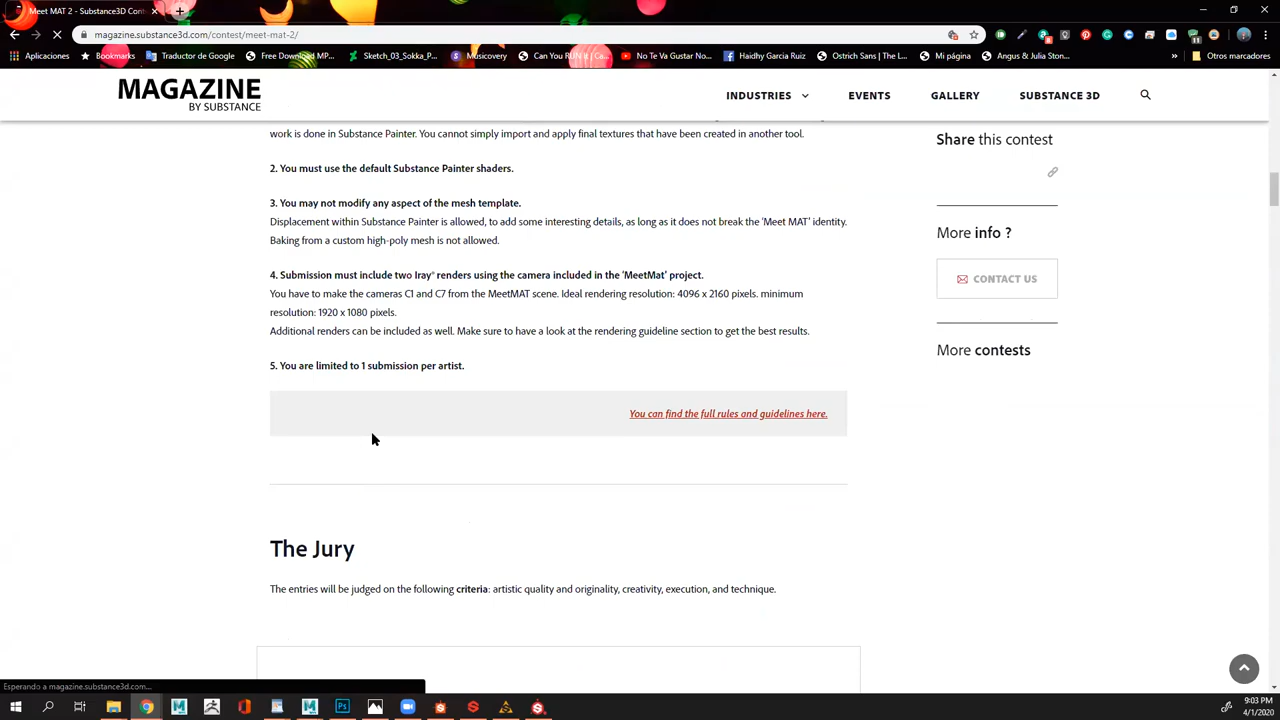 Meet MAT 2 - Substance3D Con
magazine.substance3d.com/contest/meet-mat-2/
Aplicaciones
Bookmarks
Traductor de Google
Free Download MP...
Sketch_03_Sokka_P...
Musicovery
Can You RUN It | Ca...
No Te Va Gustar No...
Haidhy Garcia Ruiz
Ostrich Sans | The L...
Mi página
Angus & Julia Ston...
»
Otros marcadores
MAGAZINE
BY SUBSTANCE
INDUSTRIES
EVENTS
GALLERY
SUBSTANCE 3D
work is done in Substance Painter. You cannot simply import and apply final textures that have been created in another tool.
2. You must use the default Substance Painter shaders.
3. You may not modify any aspect of the mesh template.
Displacement within Substance Painter is allowed, to add some interesting details, as long as it does not break the 'Meet MAT' identity.
Baking from a custom high-poly mesh is not allowed.
4. Submission must include two Iray® renders using the camera included in the 'MeetMat' project.
You have to make the cameras C1 and C7 from the MeetMAT scene. Ideal rendering resolution: 4096 x 2160 pixels. minimum
resolution: 1920 x 1080 pixels.
Additional renders can be included as well. Make sure to have a look at the rendering guideline section to get the best results.
5. You are limited to 1 submission per artist.
You can find the full rules and guidelines here.
The Jury
The entries will be judged on the following criteria: artistic quality and originality, creativity, execution, and technique.
Share this contest
More info ?
CONTACT US
More contests
Esperando a magazine.substance3d.com...
9:03 PM
4/1/2020